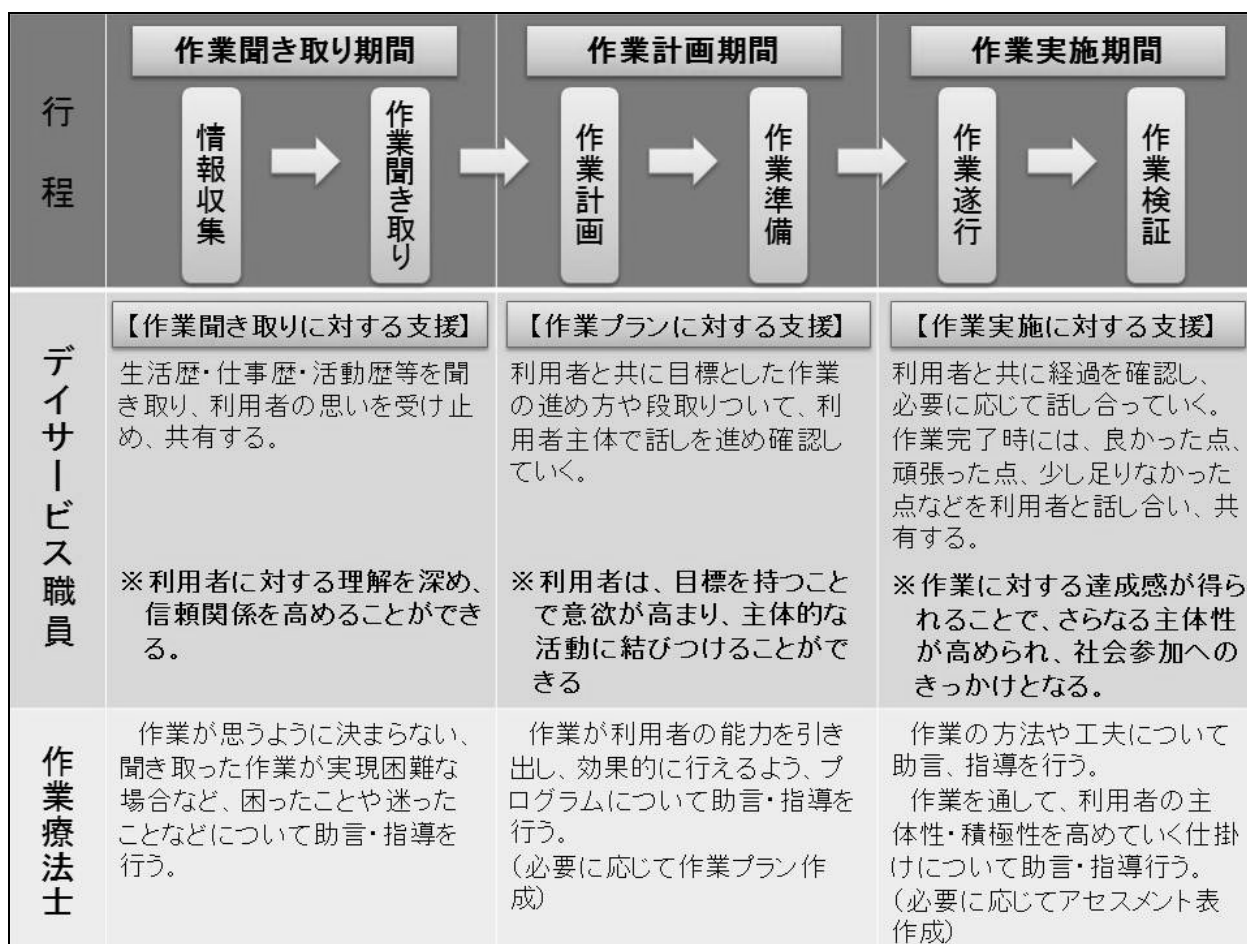 行程
作業聞き取り期間
情報収集
作業聞き取り
作業計画期間
作業計画
作業準備
作業実施期間
作業遂行
作業検証
デイサービス職員
【作業聞き取りに対する支援】
生活歴・仕事歴・活動歴等を聞
き取り、利用者の思いを受け止
め、共有する。
※利用者に対する理解を深め、
信頼関係を高めることができ
る。
【作業プランに対する支援】
利用者と共に目標とした作業
の進め方や段取りついて、利
用者主体で話しを進め確認し
ていく。
※利用者は、目標を持つこと
で意欲が高まり、主体的な
活動に結びつけることがで
きる
【作業実施に対する支援】
利用者と共に経過を確認し、
必要に応じて話し合っていく。
作業完了時には、良かった点、
頑張った点、少し足りなかった
点などを利用者と話し合い、共
有する。
※作業に対する達成感が得ら
れることで、さらなる主体性
が高められ、社会参加への
きっかけとなる。
作業療法士
作業が思うように決まらない、
聞き取った作業が実現困難な
場合など、困ったことや迷った
ことなどについて助言・指導を
行う。
作業が利用者の能力を引き
出し、効果的に行えるよう、プ
ログラムについて助言・指導を
行う。
(必要に応じて作業プラン作
成)
作業の方法や工夫について
助言、指導を行う。
作業を通して、利用者の主
体性・積極性を高めていく仕掛
けについて助言・指導行う。
(必要に応じてアセスメント表
作成)